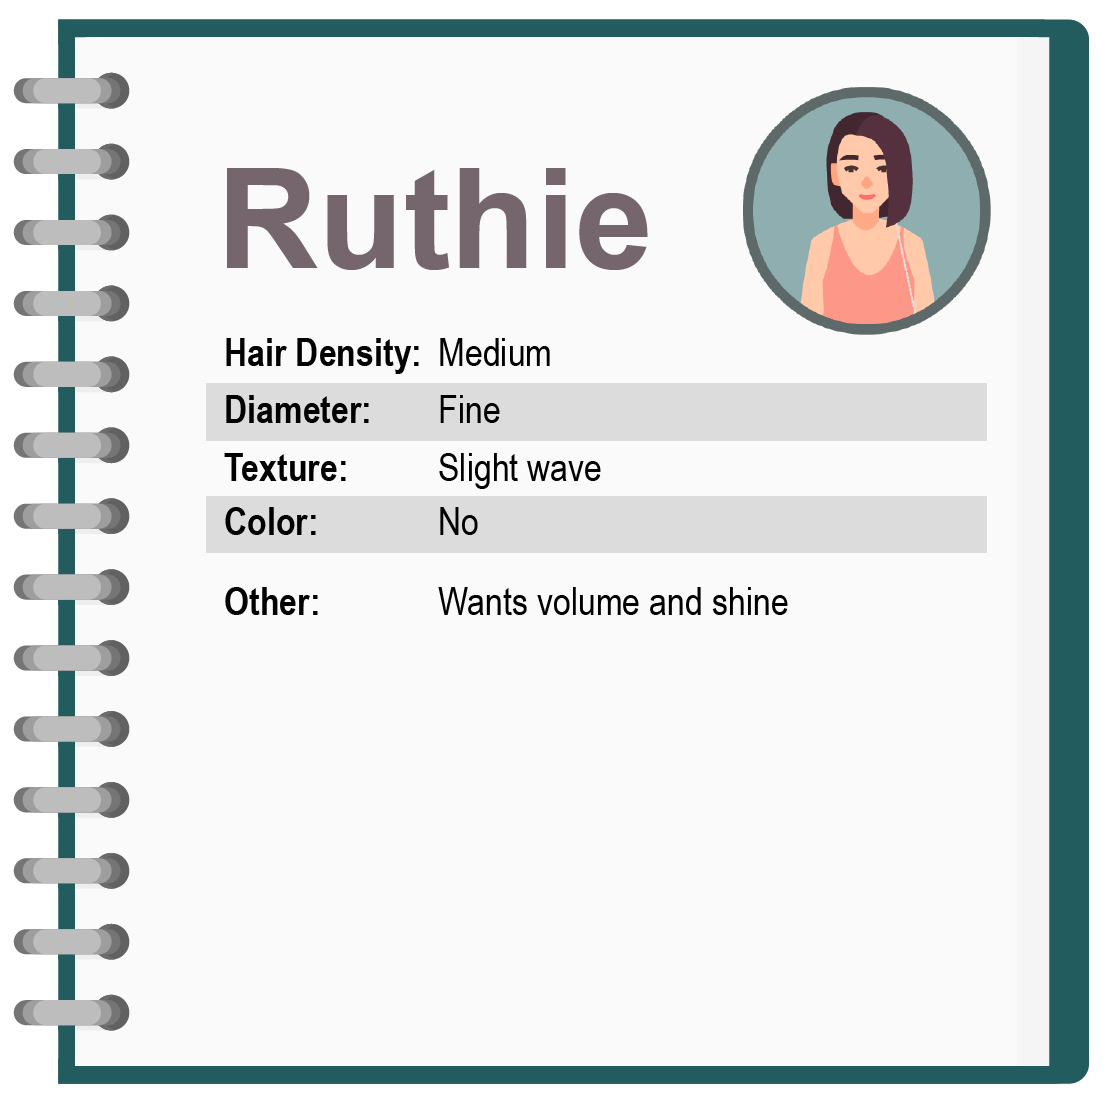 Ruthie
Hair Density: Medium
Diameter: Fine
Texture: Slight wave
Color: No
Other: Wants volume and shine